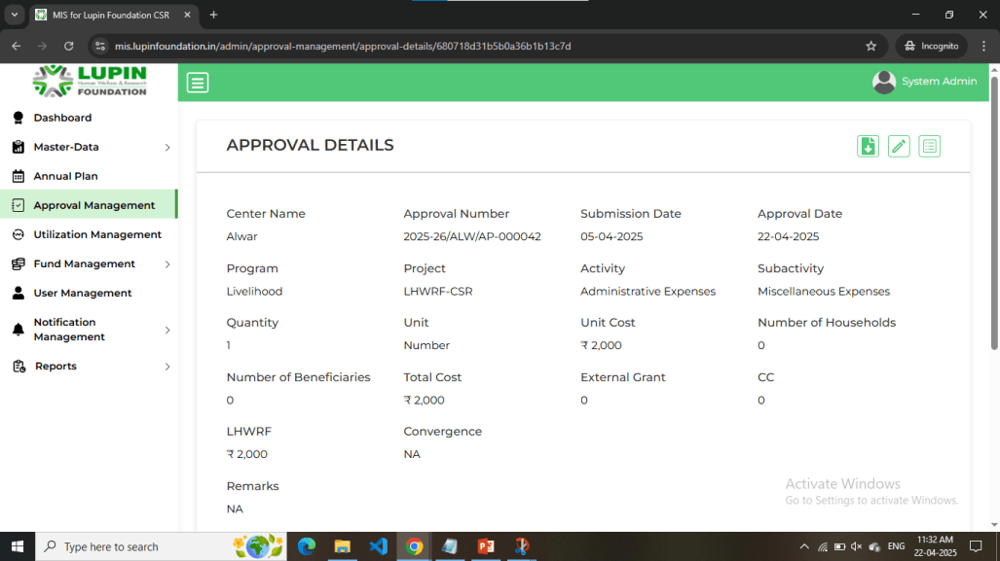 MIS for Lupin Foundation CSR
mis.lupinfoundation.in/admin/approval-management/approval-details/680718d31b5b0a36b1b13c7d
Incognito
LUPIN
Human Welfare & Research
FOUNDATION
System Admin
Dashboard
Master-Data
Annual Plan
Approval Management
Utilization Management
Fund Management
User Management
Notification
Management
Reports
APPROVAL DETAILS
Center Name Approval Number Submission Date Approval Date
Alwar 2025-26/ALW/AP-000042 05-04-2025 22-04-2025
Program Project Activity Subactivity
Livelihood LHWRF-CSR Administrative Expenses Miscellaneous Expenses
Quantity Unit Unit Cost Number of Households
1 Number ₹ 2,000 0
Number of Beneficiaries Total Cost External Grant CC
0 ₹ 2,000 0 0
LHWRF Convergence
₹ 2,000 NA
Remarks
NA
Activate Windows
Go to Settings to activate Windows.
Type here to search
ENG
11:32 AM
22-04-2025